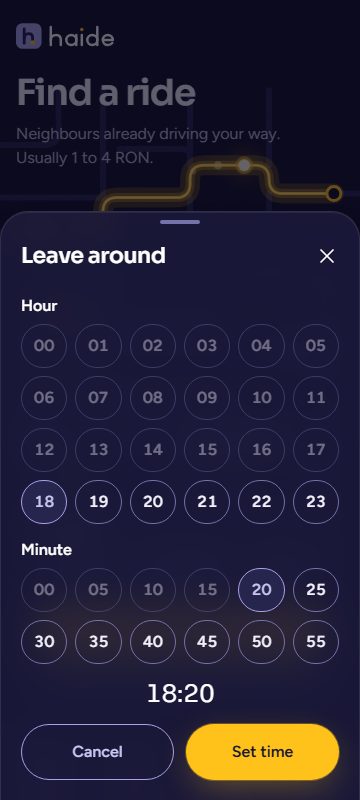 haide
Find a ride
Neighbours already driving your way.
Usually 1 to 4 RON.
Leave around
Hour
00 01 02 03 04 05
06 07 08 09 10 11
12 13 14 15 16 17
18 19 20 21 22 23
Minute
00 05 10 15 20 25
30 35 40 45 50 55
18:20
Cancel Set time